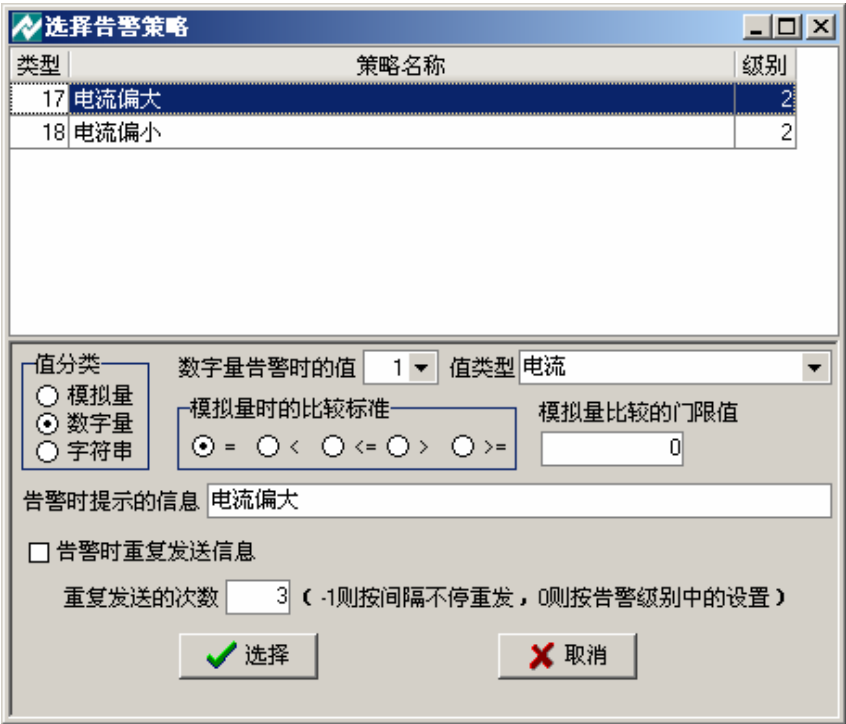 选择告警策略
类型 策略名称 级别
17 电流偏大 2
18 电流偏小 2
值分类
模拟量
数字量
字符串
数字量告警时的值 1 值类型 电流
模拟量时的比较标准
= < <= > >=
模拟量比较的门限值
0
告警时提示的信息 电流偏大
告警时重复发送信息
重复发送的次数 3 ( -1则按间隔不停重发，0则按告警级别中的设置 )
选择 取消